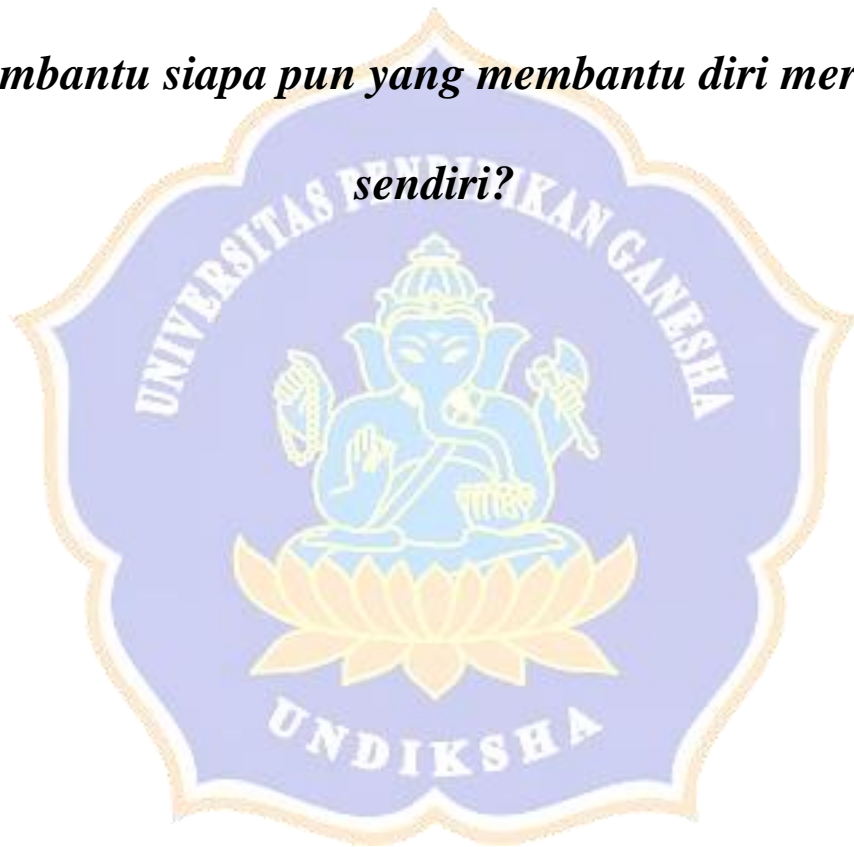 mbantu siapa pun yang membantu diri mer
sendiri?
UNIVERSITAS PENDIDIKAN GANESHA
UNDIKSHA